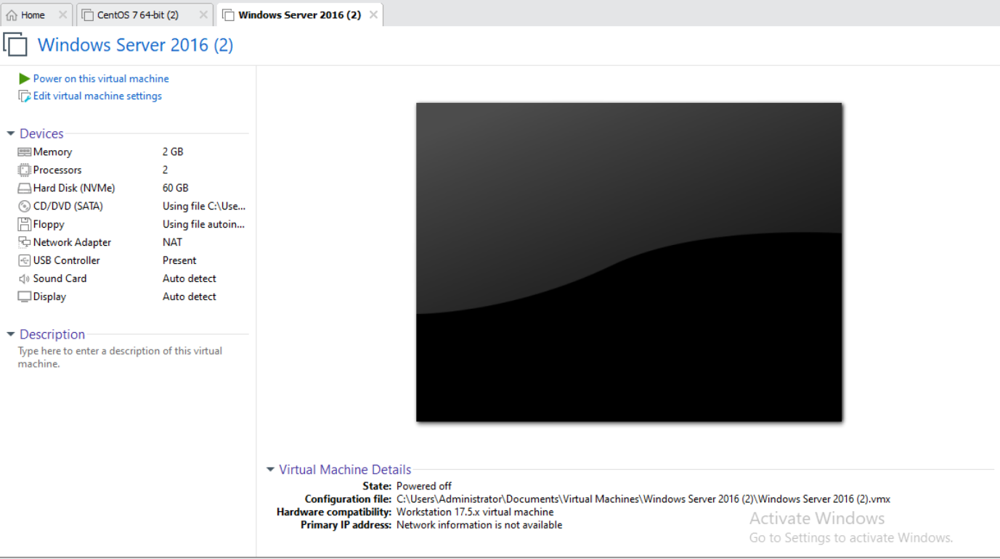 Home
CentOS 7 64-bit (2)
Windows Server 2016 (2)
Windows Server 2016 (2)
Power on this virtual machine
Edit virtual machine settings
Devices
Memory 2 GB
Processors 2
Hard Disk (NVMe) 60 GB
CD/DVD (SATA) Using file C:\Use...
Floppy Using file autoin...
Network Adapter NAT
USB Controller Present
Sound Card Auto detect
Display Auto detect
Description
Type here to enter a description of this virtual
machine.
Virtual Machine Details
State: Powered off
Configuration file: C:\Users\Administrator\Documents\Virtual Machines\Windows Server 2016 (2)\Windows Server 2016 (2).vmx
Hardware compatibility: Workstation 17.5.x virtual machine
Primary IP address: Network information is not available
Activate Windows
Go to Settings to activate Windows.